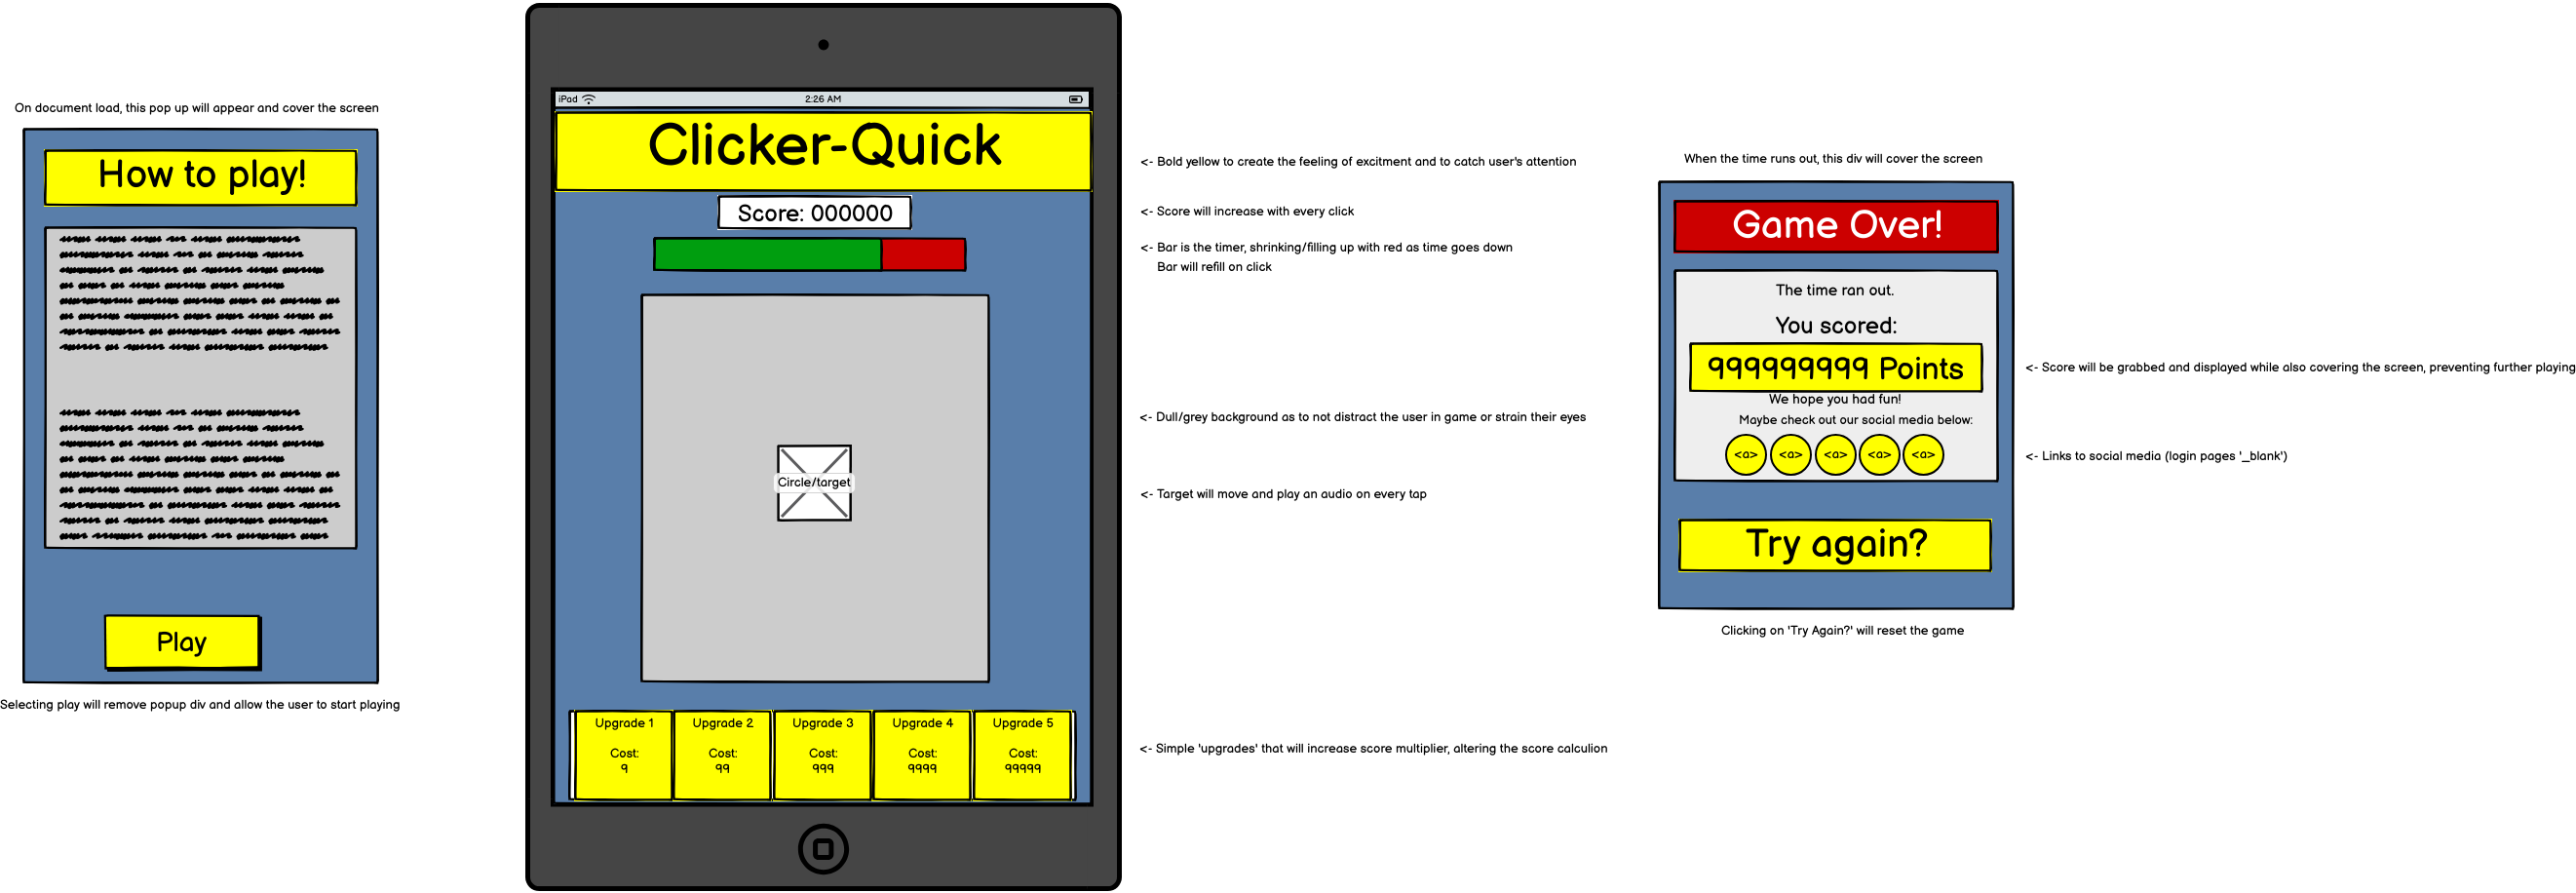 On document load, this pop up will appear and cover the screen
How to play!
Play
Selecting play will remove popup div and allow the user to start playing
iPad
2:26 AM
Clicker-Quick
Score: 000000
Circle/target
Upgrade 1
Cost:
9
Upgrade 2
Cost:
99
Upgrade 3
Cost:
999
Upgrade 4
Cost:
9999
Upgrade 5
Cost:
99999
<- Bold yellow to create the feeling of excitment and to catch user's attention
<- Score will increase with every click
<- Bar is the timer, shrinking/filling up with red as time goes down
Bar will refill on click
<- Dull/grey background as to not distract the user in game or strain their eyes
<- Target will move and play an audio on every tap
<- Simple 'upgrades' that will increase score multiplier, altering the score calculion
When the time runs out, this div will cover the screen
Game Over!
The time ran out.
You scored:
999999999 Points
We hope you had fun!
Maybe check out our social media below:
<a> <a> <a> <a> <a>
Try again?
Clicking on 'Try Again?' will reset the game
<- Score will be grabbed and displayed while also covering the screen, preventing further playing
<- Links to social media (login pages '_blank')